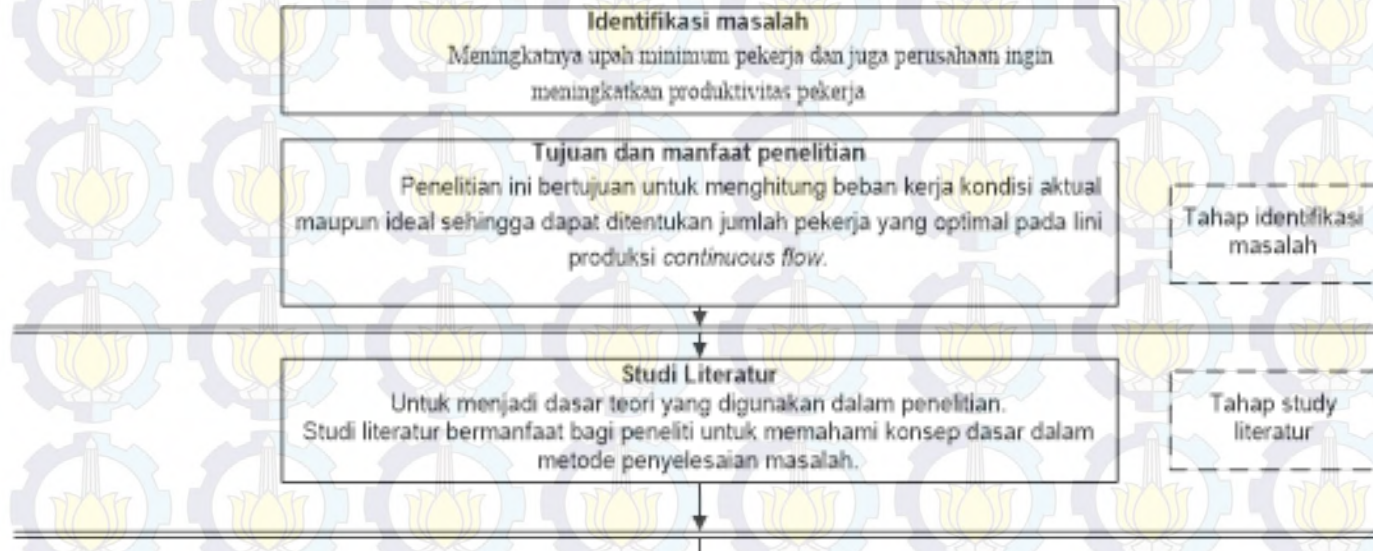 Identifikasi masalah
Meningkatnya upah minimum pekerja dan juga perusahaan ingin
meningkatkan produktivitas pekerja
Tujuan dan manfaat penelitian
Penelitian ini bertujuan untuk menghitung beban kerja kondisi aktual
maupun ideal sehingga dapat ditentukan jumlah pekerja yang optimal pada lini
produksi continuous flow.
Tahap identifikasi
masalah
Studi Literatur
Untuk menjadi dasar teori yang digunakan dalam penelitian.
Studi literatur bermanfaat bagi peneliti untuk memahami konsep dasar dalam
metode penyelesaian masalah.
Tahap study
literatur